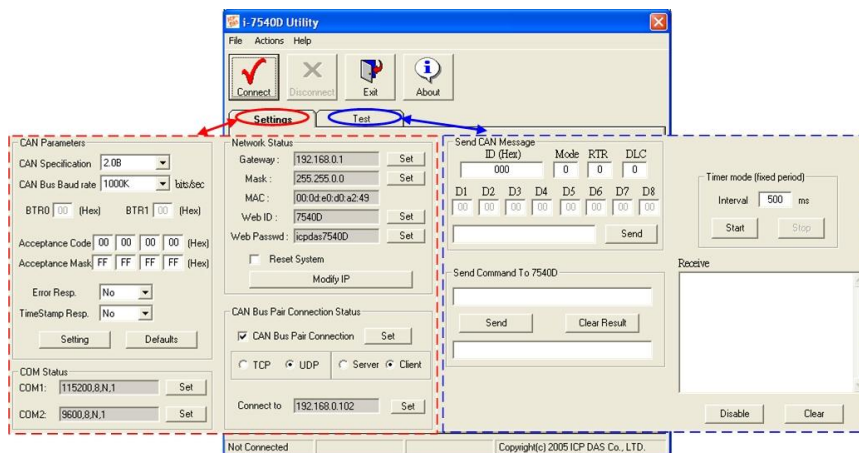 i-7540D Utility
File Actions Help
Connect Disconnect Exit About
Settings Test
CAN Parameters
CAN Specification 2.0B
CAN Bus Baud rate 1000K bits/sec
BTR0 00 (Hex) BTR1 00 (Hex)
Acceptance Code 00 00 00 00 (Hex)
Acceptance Mask FF FF FF FF (Hex)
Error Resp. No
TimeStamp Resp. No
Setting Defaults
COM Status
COM1: 115200,8,N,1 Set
COM2: 9600,8,N,1 Set
Network Status
Gateway : 192.168.0.1 Set
Mask : 255.255.0.0 Set
MAC : 00:0d:e0:d0:a2:49
Web ID : 7540D Set
Web Passwd : icpdas7540D Set
Reset System
Modify IP
CAN Bus Pair Connection Status
CAN Bus Pair Connection Set
TCP UDP Server Client
Connect to 192.168.0.102 Set
Send CAN Message
ID (Hex) Mode RTR DLC
000 0 0 0
D1 D2 D3 D4 D5 D6 D7 D8
00 00 00 00 00 00 00 00
Send
Send Command To 7540D
Send Clear Result
Timer mode (fixed period)
Interval 500 ms
Start Stop
Receive
Disable Clear
Not Connected Copyright(c) 2005 ICP DAS Co., LTD.